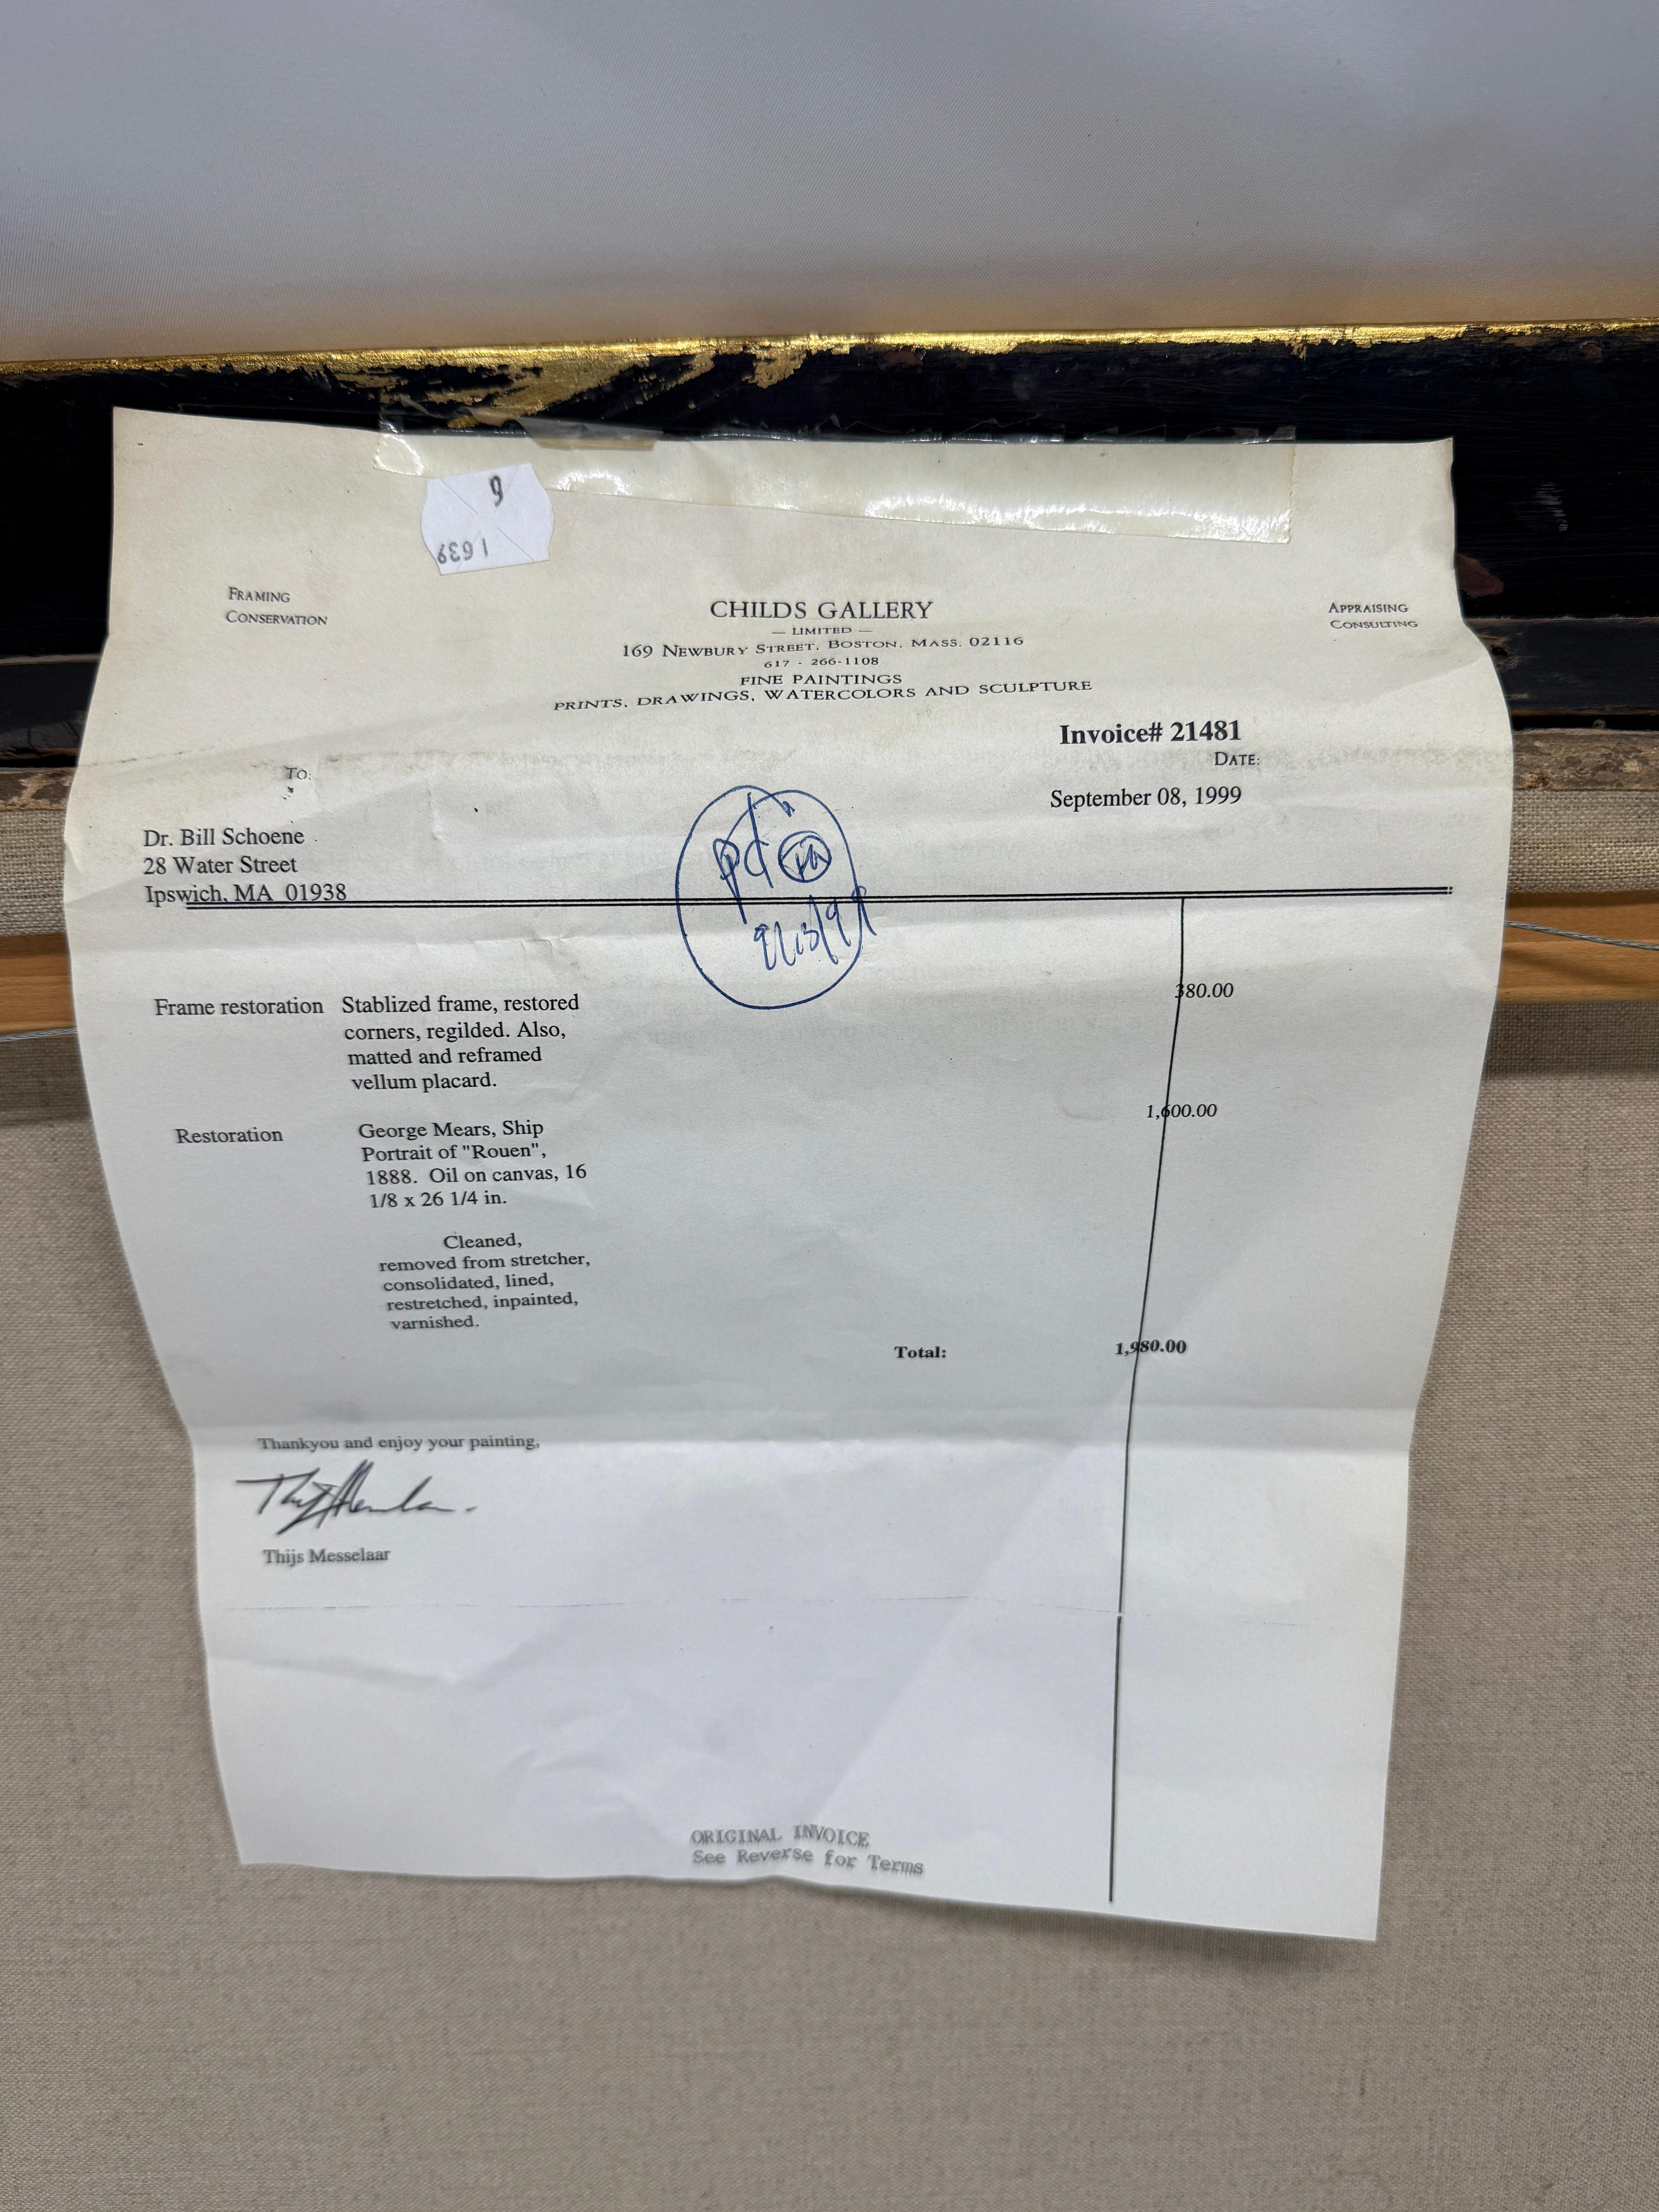 6
1639
FRAMING
CONSERVATION
CHILDS GALLERY
— LIMITED —
169 NEWBURY STREET, BOSTON, MASS. 02116
617 - 266-1108
FINE PAINTINGS
PRINTS, DRAWINGS, WATERCOLORS AND SCULPTURE
APPRAISING
CONSULTING
Invoice# 21481
DATE:
September 08, 1999
TO:
Dr. Bill Schoene
28 Water Street
Ipswich, MA 01938
pd
9/13/99
Frame restoration Stablized frame, restored 380.00
corners, regilded. Also,
matted and reframed
vellum placard.
Restoration George Mears, Ship 1,600.00
Portrait of "Rouen",
1888. Oil on canvas, 16
1/8 x 26 1/4 in.
Cleaned,
removed from stretcher,
consolidated, lined,
restretched, inpainted,
varnished.
Total: 1,980.00
Thankyou and enjoy your painting,
Thijs Messelaar
ORIGINAL INVOICE
See Reverse for Terms